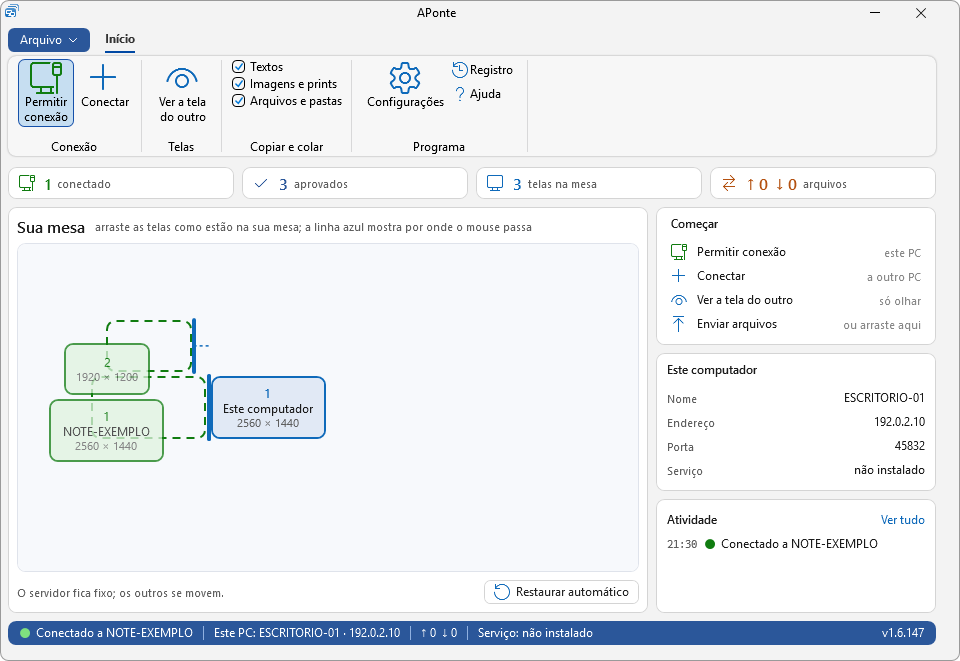 APonte
Arquivo
Início
Permitir conexão
Conectar
Ver a tela do outro
Textos
Imagens e prints
Arquivos e pastas
Configurações
Registro
? Ajuda
Conexão
Telas
Copiar e colar
Programa
1 conectado
3 aprovados
3 telas na mesa
↑ 0 ↓ 0 arquivos
Sua mesa arraste as telas como estão na sua mesa; a linha azul mostra por onde o mouse passa
2
1920 × 1200
1
NOTE-EXEMPLO
2560 × 1440
1
Este computador
2560 × 1440
O servidor fica fixo; os outros se movem.
Restaurar automático
Começar
Permitir conexão este PC
Conectar a outro PC
Ver a tela do outro só olhar
Enviar arquivos ou arraste aqui
Este computador
Nome ESCRITORIO-01
Endereço 192.0.2.10
Porta 45832
Serviço não instalado
Atividade Ver tudo
21:30 Conectado a NOTE-EXEMPLO
Conectado a NOTE-EXEMPLO Este PC: ESCRITORIO-01 · 192.0.2.10 ↑ 0 ↓ 0 Serviço: não instalado v1.6.147